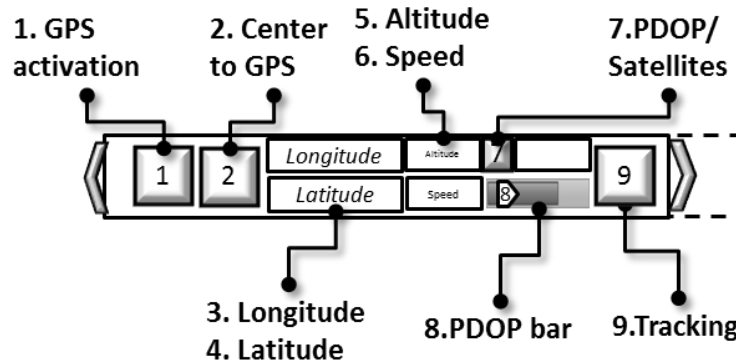 1. GPS
activation
2. Center
to GPS
5. Altitude
6. Speed
7.PDOP/
Satellites
1
2
Longitude
Altitude
7
Latitude
Speed
8
9
3. Longitude
4. Latitude
8.PDOP bar
9.Tracking